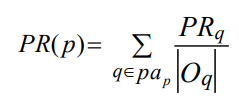 PR(p)= ∑ PR_q / |O_q|
q∈pa_p